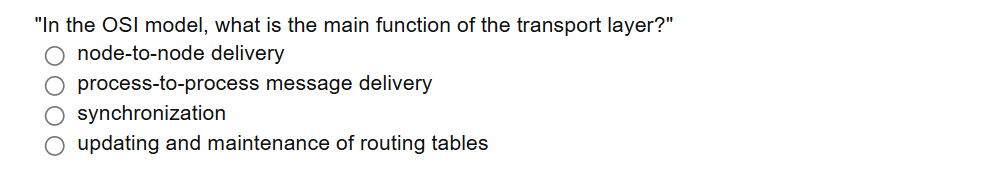 "In the OSI model, what is the main function of the transport layer?"
node-to-node delivery
process-to-process message delivery
synchronization
updating and maintenance of routing tables